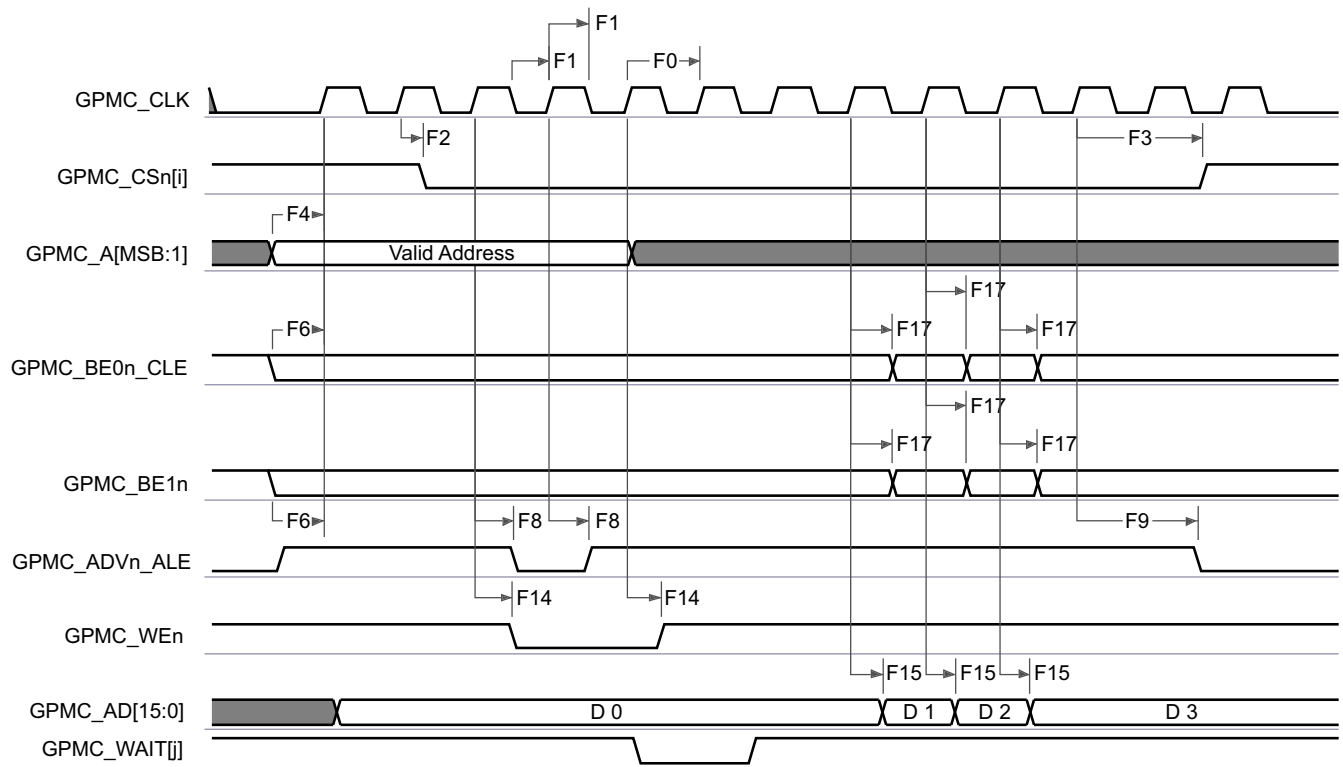 F1
F1
F0
GPMC_CLK
F2
F3
GPMC_CSn[i]
F4
GPMC_A[MSB:1]
Valid Address
F17
F6
F17
F17
GPMC_BE0n_CLE
F17
F17
F17
GPMC_BE1n
F6
F8
F8
F9
GPMC_ADVn_ALE
F14
F14
GPMC_WEn
F15
F15
F15
GPMC_AD[15:0]
D 0
D 1
D 2
D 3
GPMC_WAIT[j]